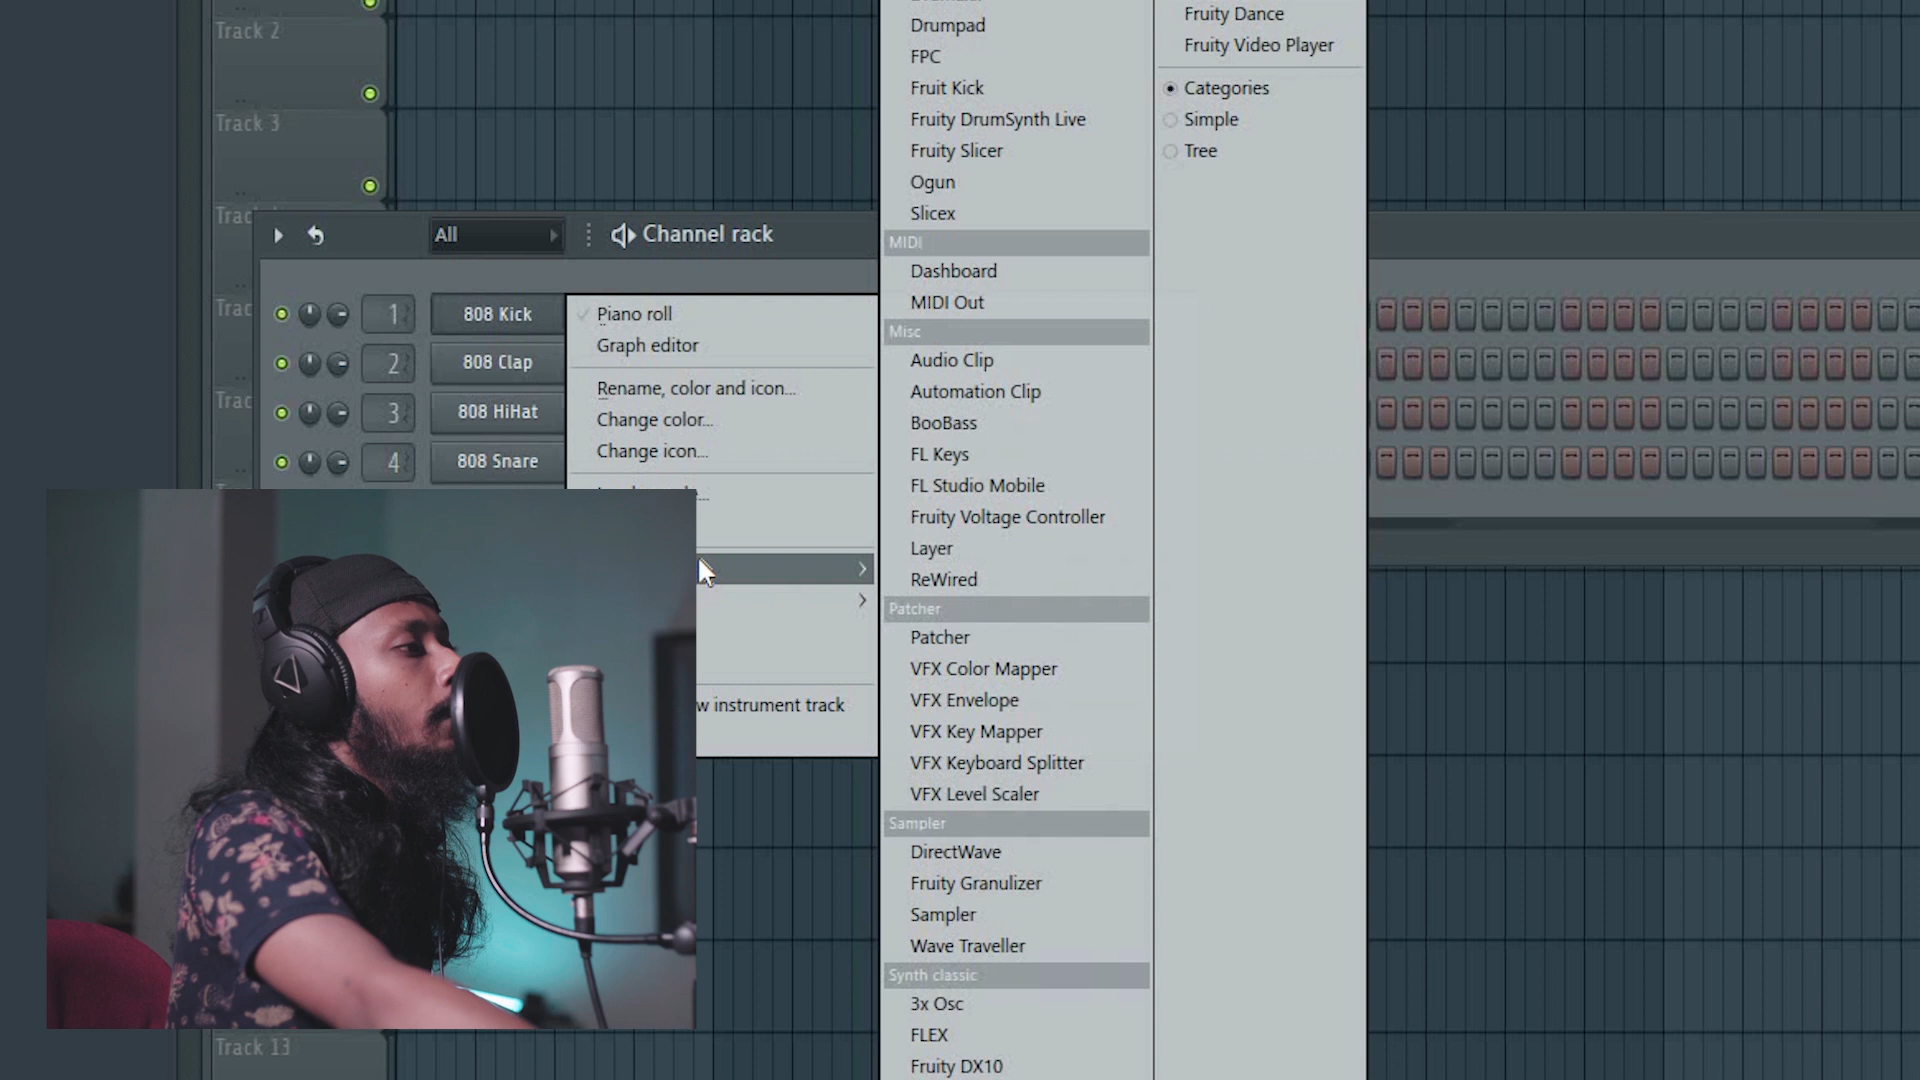 Track 2
Track 3
Trac
Trac
Trac
Track 13
All
Channel rack
1
808 Kick
2
808 Clap
3
808 HiHat
4
808 Snare
Piano roll
Graph editor
Rename, color and icon...
Change color...
Change icon...
w instrument track
Drumpad
FPC
Fruit Kick
Fruity DrumSynth Live
Fruity Slicer
Ogun
Slicex
MIDI
Dashboard
MIDI Out
Misc
Audio Clip
Automation Clip
BooBass
FL Keys
FL Studio Mobile
Fruity Voltage Controller
Layer
ReWired
Patcher
Patcher
VFX Color Mapper
VFX Envelope
VFX Key Mapper
VFX Keyboard Splitter
VFX Level Scaler
Sampler
DirectWave
Fruity Granulizer
Sampler
Wave Traveller
Synth classic
3x Osc
FLEX
Fruity DX10
Fruity Dance
Fruity Video Player
Categories
Simple
Tree